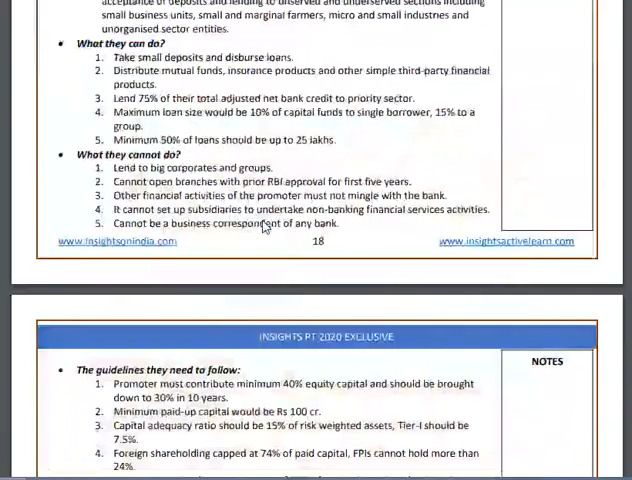 acceptance of deposits and lending to unserved and underserved sections including
small business units, small and marginal farmers, micro and small industries and
unorganised sector entities.
• What they can do?
1. Take small deposits and disburse loans.
2. Distribute mutual funds, insurance products and other simple third-party financial
products.
3. Lend 75% of their total adjusted net bank credit to priority sector.
4. Maximum loan size would be 10% of capital funds to single borrower, 15% to a
group.
5. Minimum 50% of loans should be up to 25 lakhs.
• What they cannot do?
1. Lend to big corporates and groups.
2. Cannot open branches with prior RBI approval for first five years.
3. Other financial activities of the promoter must not mingle with the bank.
4. It cannot set up subsidiaries to undertake non-banking financial services activities.
5. Cannot be a business correspondent of any bank.
www.insightsonindia.com 18 www.insightsactivelearn.com
INSIGHTS PT 2020 EXCLUSIVE
NOTES
• The guidelines they need to follow:
1. Promoter must contribute minimum 40% equity capital and should be brought
down to 30% in 10 years.
2. Minimum paid-up capital would be Rs 100 cr.
3. Capital adequacy ratio should be 15% of risk weighted assets, Tier-I should be
7.5%.
4. Foreign shareholding capped at 74% of paid capital, FPIs cannot hold more than
24%.